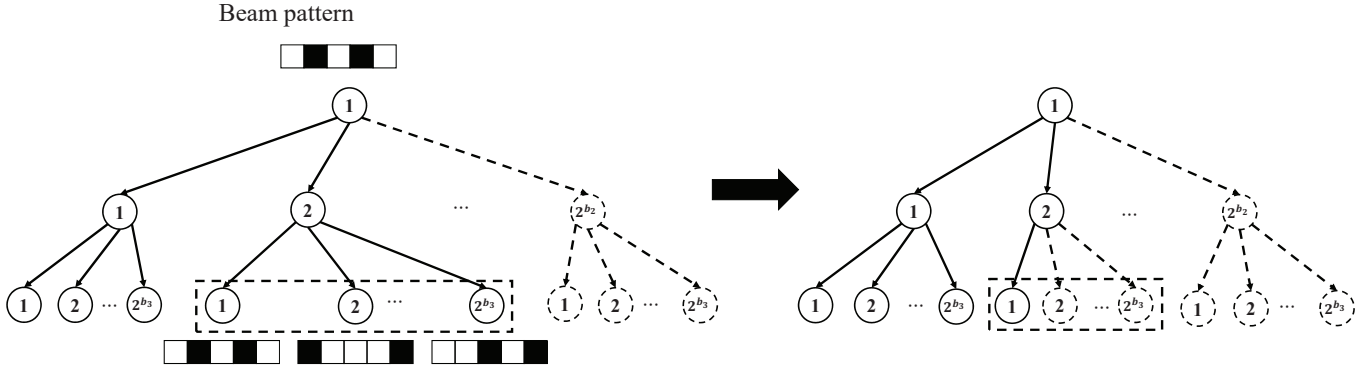 Beam pattern
1 1
1 2 ... 2^{b_2} 1 2 ... 2^{b_2}
1 2 ... 2^{b_3} 1 2 ... 2^{b_3} 1 2 ... 2^{b_3} 1 2 ... 2^{b_3} 1 2 ... 2^{b_3} 1 2 ... 2^{b_3}